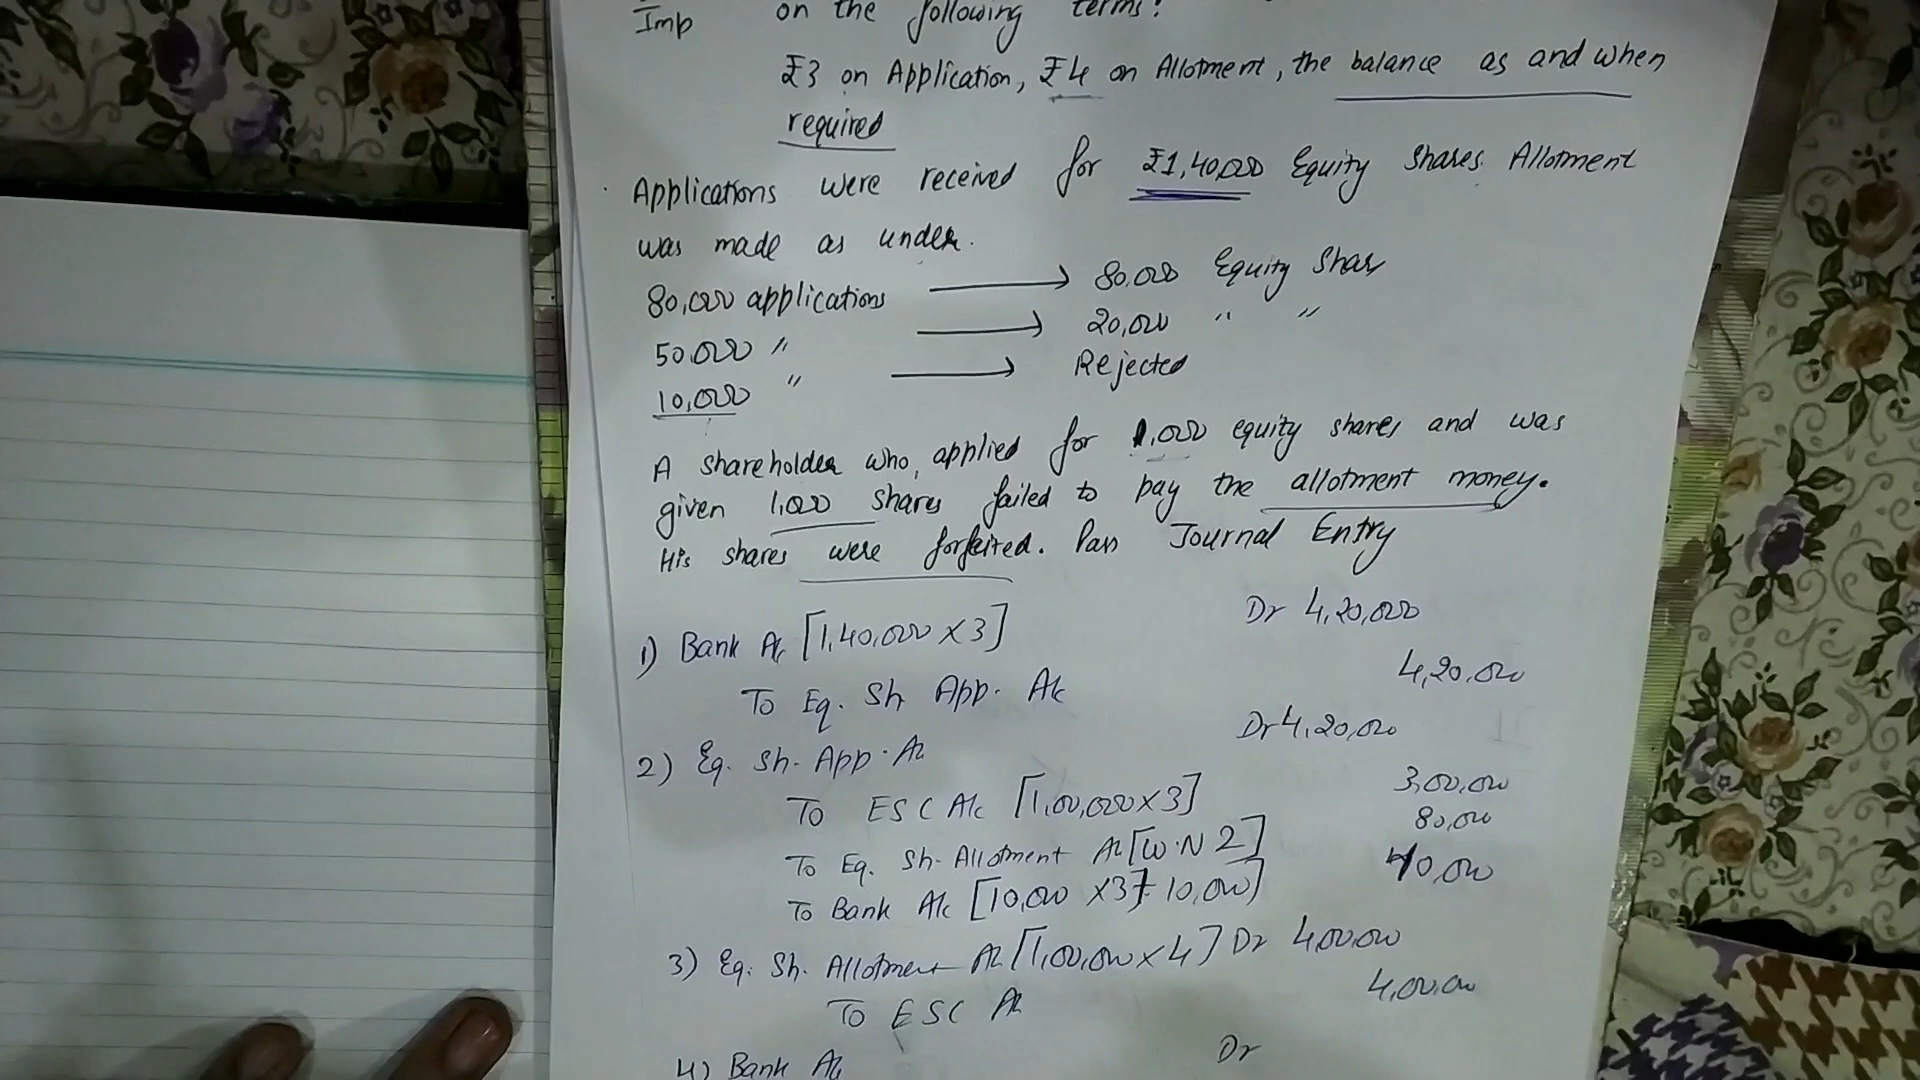 Imp on the following terms:
₹3 on Application, ₹4 on Allotment, the balance as and when
required
Applications were received for ₹1,40,000 Equity Shares Allotment
was made as under.
80,000 applications → 80,000 Equity Shar
50,000 " → 20,000 " "
10,000 " → Rejected
A shareholder who, applied for 1,000 equity shares and was
given 1,000 shares failed to pay the allotment money.
His shares were forfeited. Pass Journal Entry
1) Bank A/c [1,40,000 × 3] Dr 4,20,000
To Eq. Sh App. A/c 4,20,000
2) Eq. Sh. App. A/c Dr 4,20,000
To ESC A/c [1,00,000 × 3] 3,00,000
To Eq. Sh. Allotment A/c [W.N 2] 80,000
To Bank A/c [10,000 × 3] 10,000] 40,000
3) Eq. Sh. Allotment A/c [1,00,000 × 4] Dr 4,00,000
To ESC A/c 4,00,000
4) Bank A/c Dr